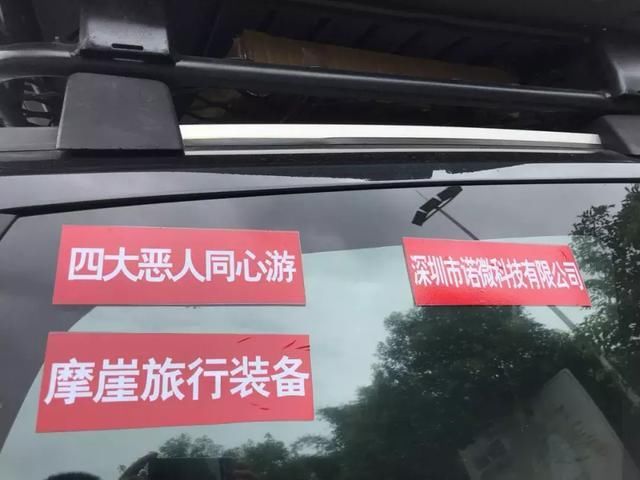 四大恶人同心游
深圳市诺微科技有限公司
摩崖旅行装备